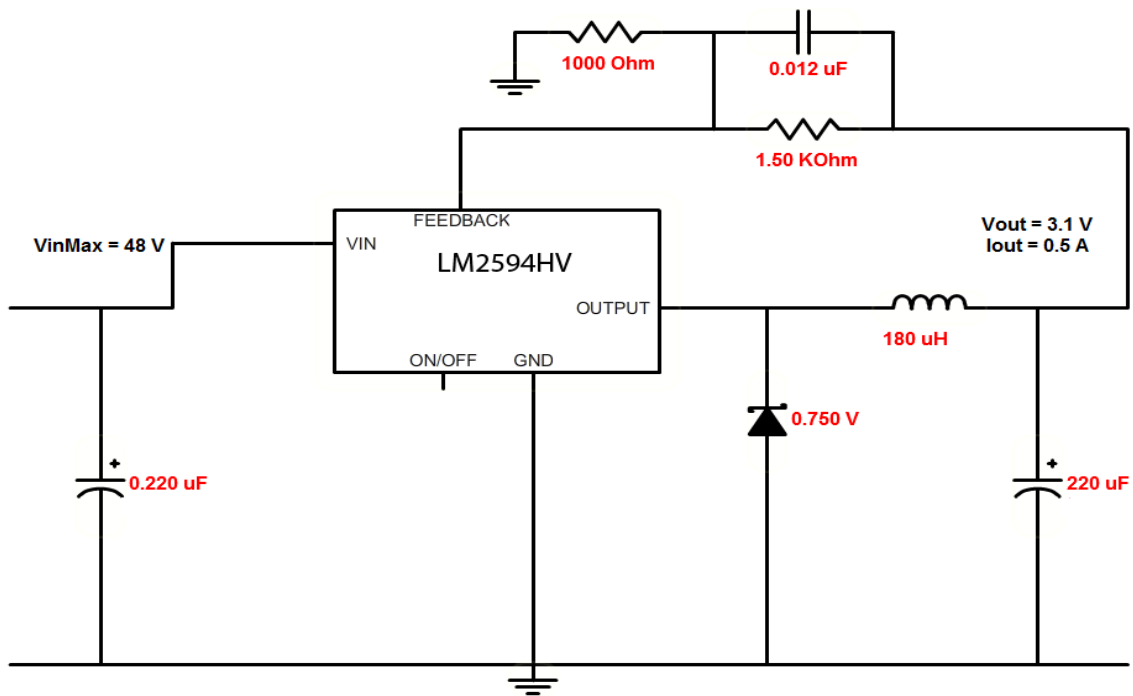 1000 Ohm
0.012 uF
1.50 KOhm
FEEDBACK
VinMax = 48 V
VIN
LM2594HV
Vout = 3.1 V
Iout = 0.5 A
OUTPUT
180 uH
ON/OFF
GND
0.750 V
+
0.220 uF
+
220 uF